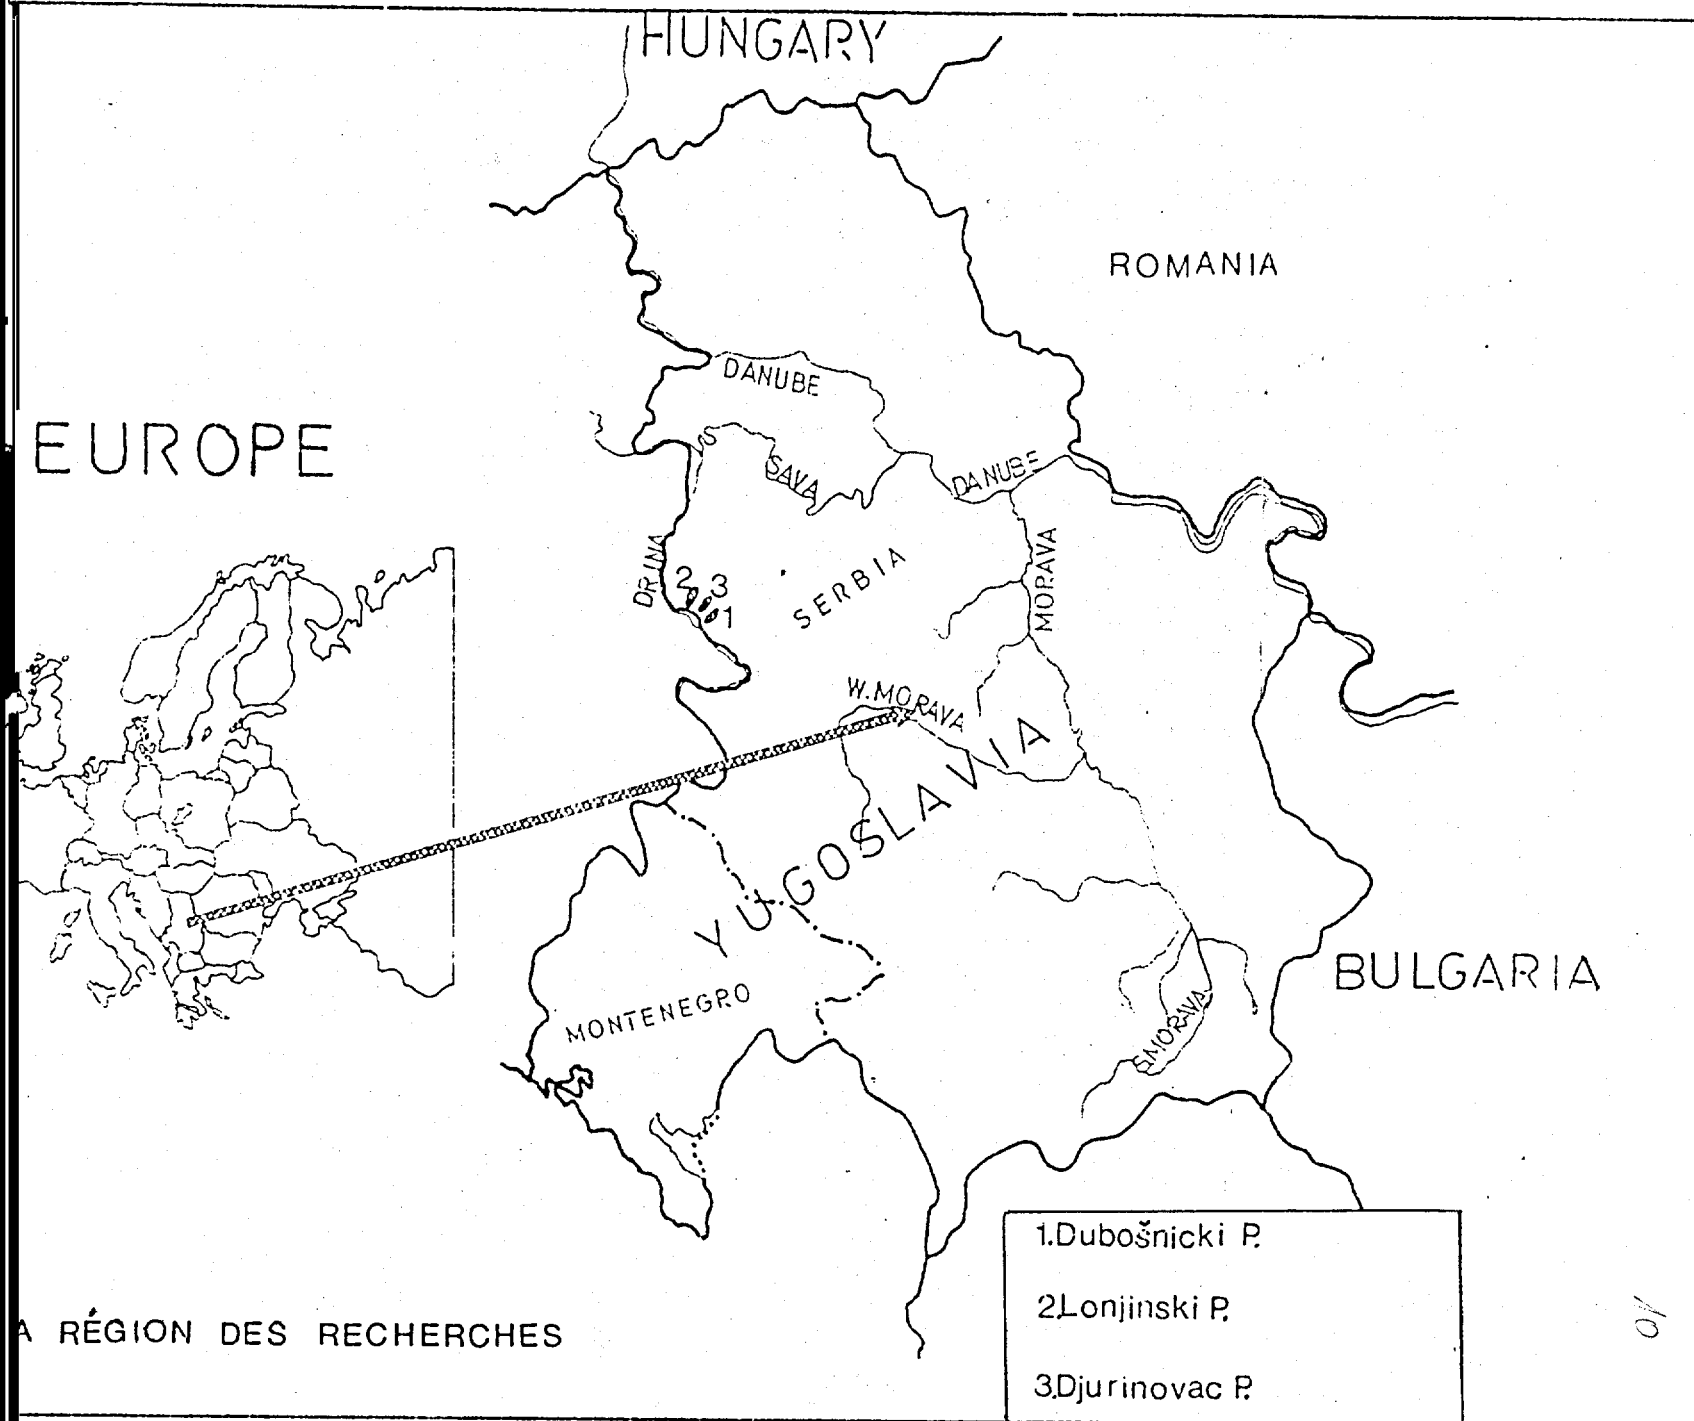 HUNGARY
ROMANIA
DANUBE
EUROPE
SAVA
DANUBE
DRINA
MORAVA
2
3
1
SERBIA
W.MORAVA
YUGOSLAVIA
BULGARIA
MONTENEGRO
S.MORAVA
1.Dubošnicki P.
2.Lonjinski P.
3.Djurinovac P.
A RÉGION DES RECHERCHES
10